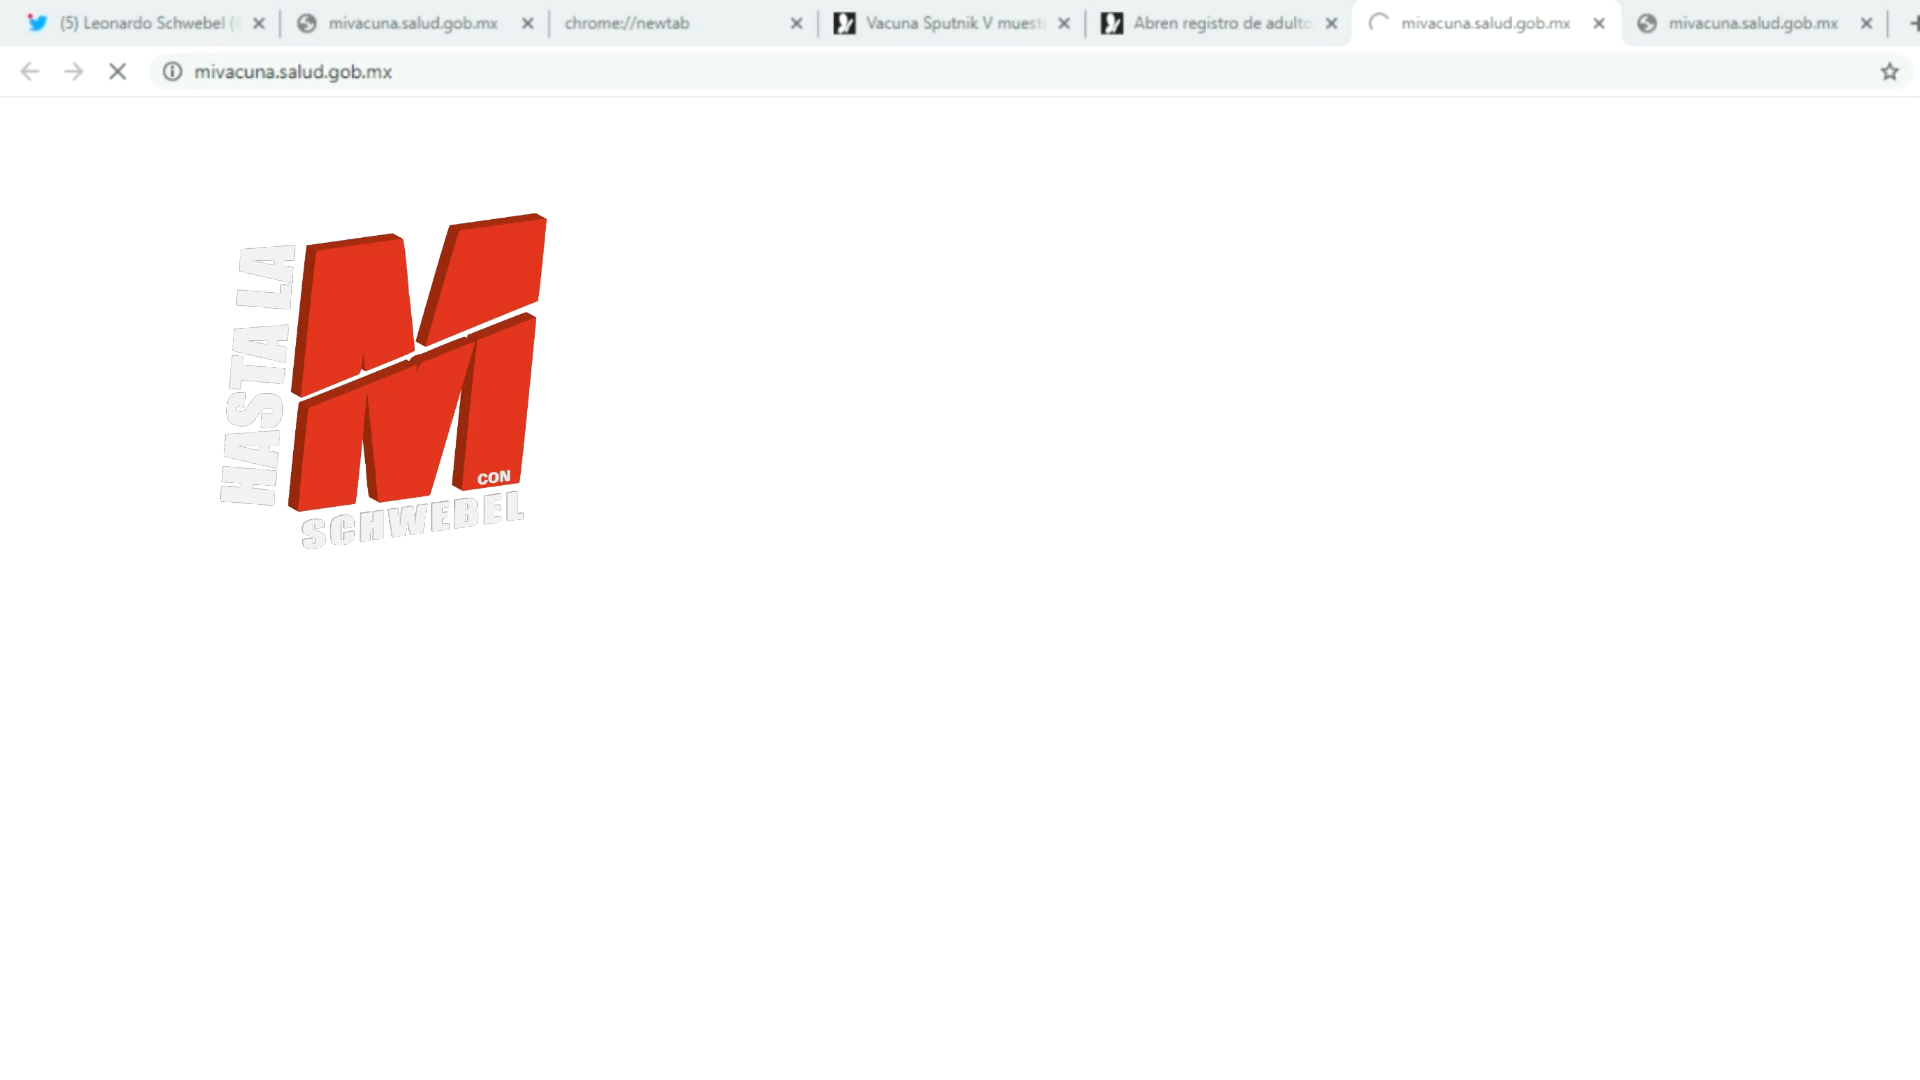 (5) Leonardo Schwebel (
mivacuna.salud.gob.mx
chrome://newtab
Vacuna Sputnik V muest
Abren registro de adulto
mivacuna.salud.gob.mx
mivacuna.salud.gob.mx
mivacuna.salud.gob.mx
HASTA LA
M
CON
SCHWEBEL